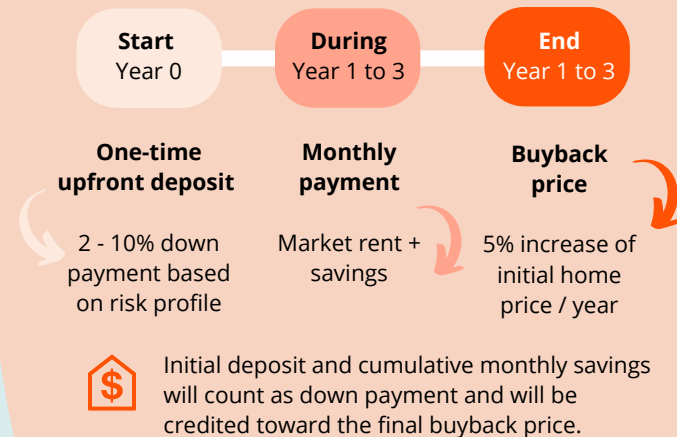 Start
Year 0
During
Year 1 to 3
End
Year 1 to 3
One-time
upfront deposit
2 - 10% down
payment based
on risk profile
Monthly
payment
Market rent +
savings
Buyback
price
5% increase of
initial home
price / year
$
Initial deposit and cumulative monthly savings
will count as down payment and will be
credited toward the final buyback price.